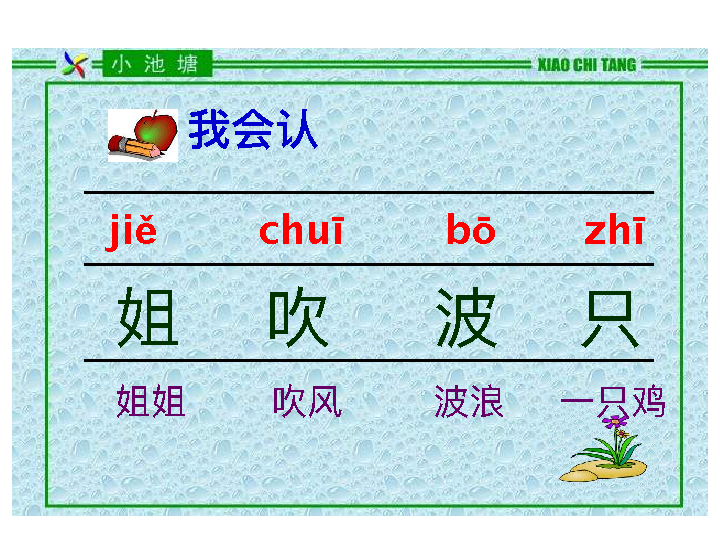 小池塘 XIAO CHI TANG
我会认
jiě chuī bō zhī
姐 吹 波 只
姐姐 吹风 波浪 一只鸡